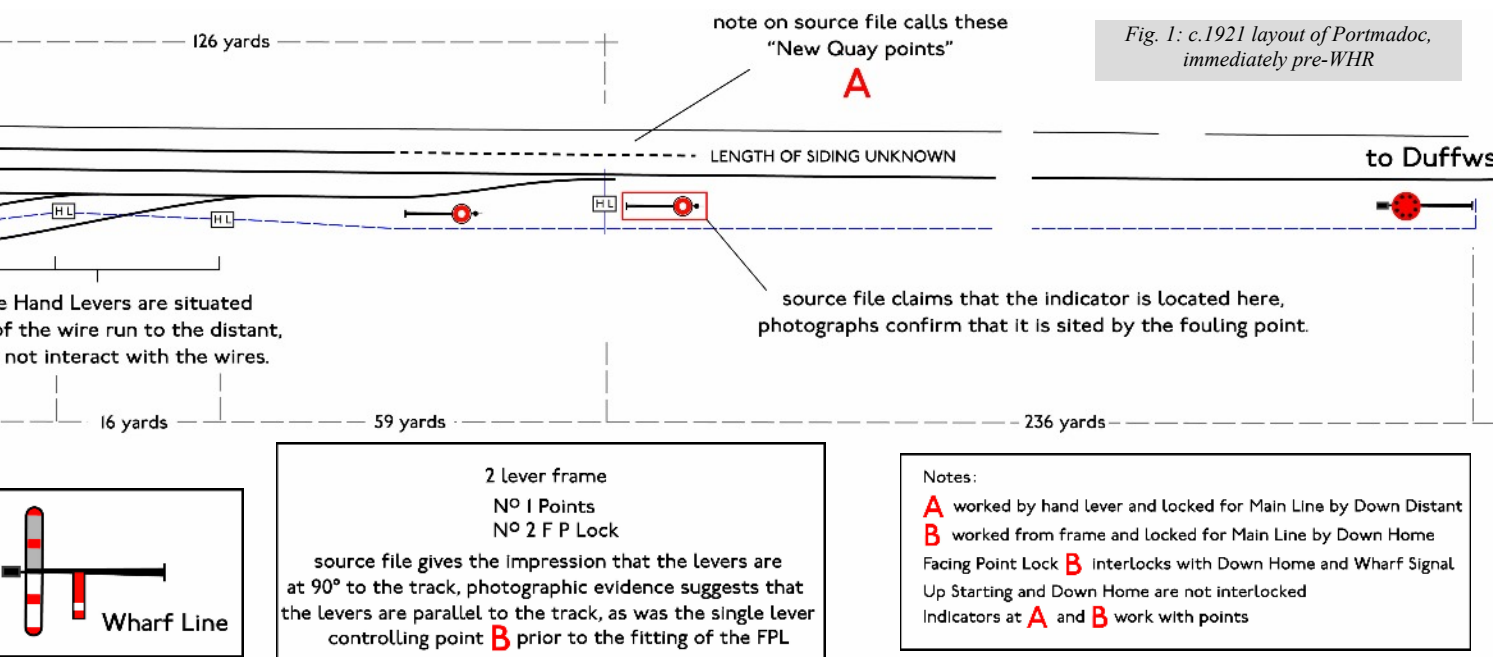 126 yards
note on source file calls these
“New Quay points”
A
Fig. 1: c.1921 layout of Portmadoc,
immediately pre-WHR
LENGTH OF SIDING UNKNOWN
to Duffws
HL
HL
HL
e Hand Levers are situated
of the wire run to the distant,
not interact with the wires.
source file claims that the indicator is located here,
photographs confirm that it is sited by the fouling point.
16 yards
59 yards
236 yards
Wharf Line
2 lever frame
Nº 1 Points
Nº 2 F P Lock
source file gives the impression that the levers are
at 90° to the track, photographic evidence suggests that
the levers are parallel to the track, as was the single lever
controlling point B prior to the fitting of the FPL
Notes:
A worked by hand lever and locked for Main Line by Down Distant
B worked from frame and locked for Main Line by Down Home
Facing Point Lock B interlocks with Down Home and Wharf Signal
Up Starting and Down Home are not interlocked
Indicators at A and B work with points